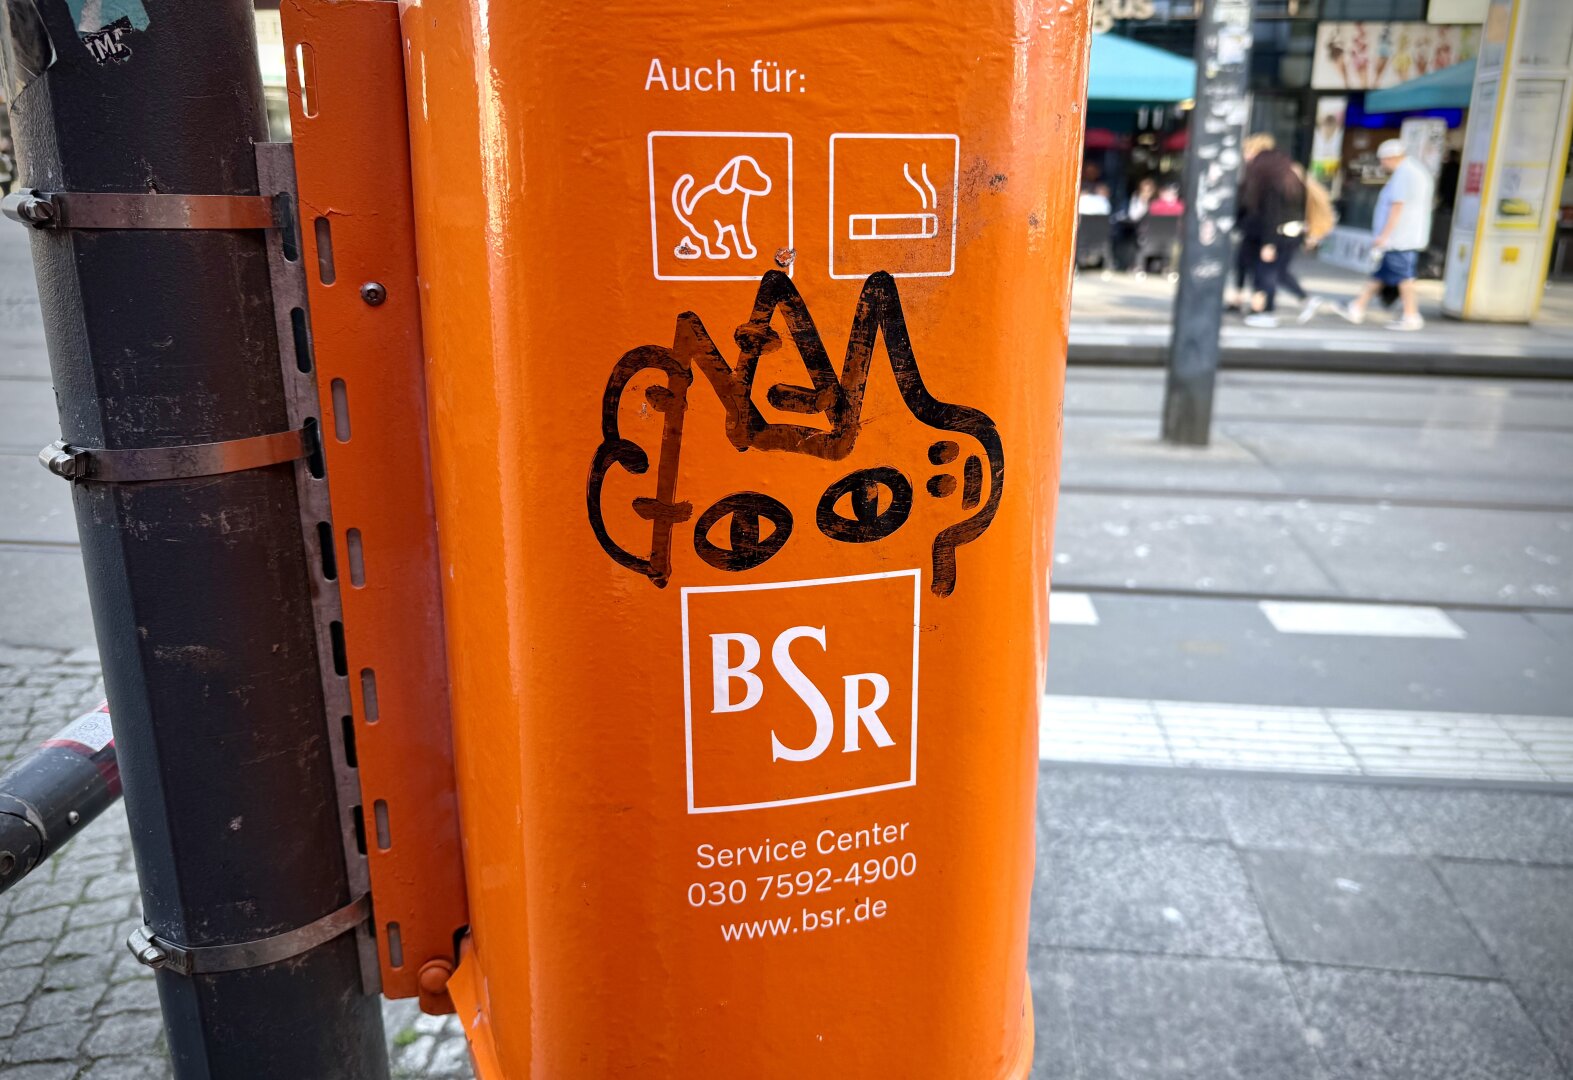 Auch für:
BSR
Service Center
030 7592-4900
www.bsr.de